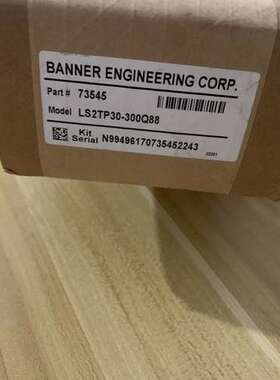 BANNER ENGINEERING CORP.
Part # 73545
Model LS2TP30-300Q88
Kit
Serial N99496170735452243